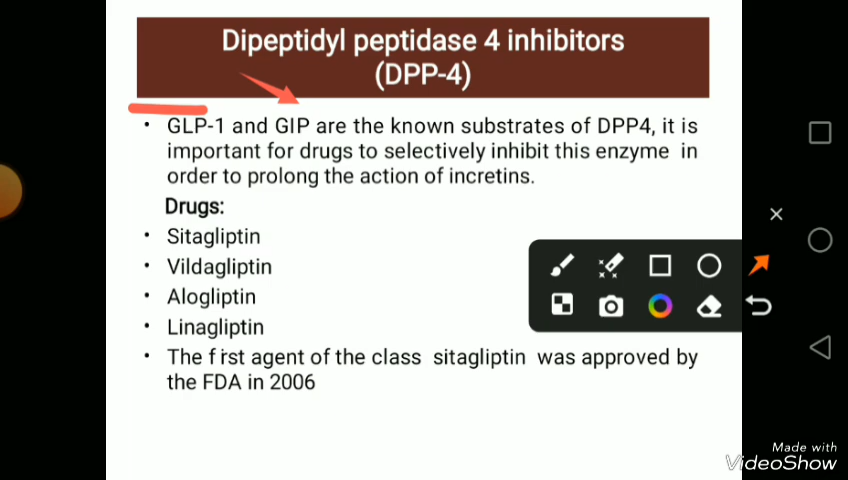 Dipeptidyl peptidase 4 inhibitors
(DPP-4)
• GLP-1 and GIP are the known substrates of DPP4, it is
important for drugs to selectively inhibit this enzyme in
order to prolong the action of incretins.
Drugs:
• Sitagliptin
• Vildagliptin
• Alogliptin
• Linagliptin
• The first agent of the class sitagliptin was approved by
the FDA in 2006
Made with
VideoShow